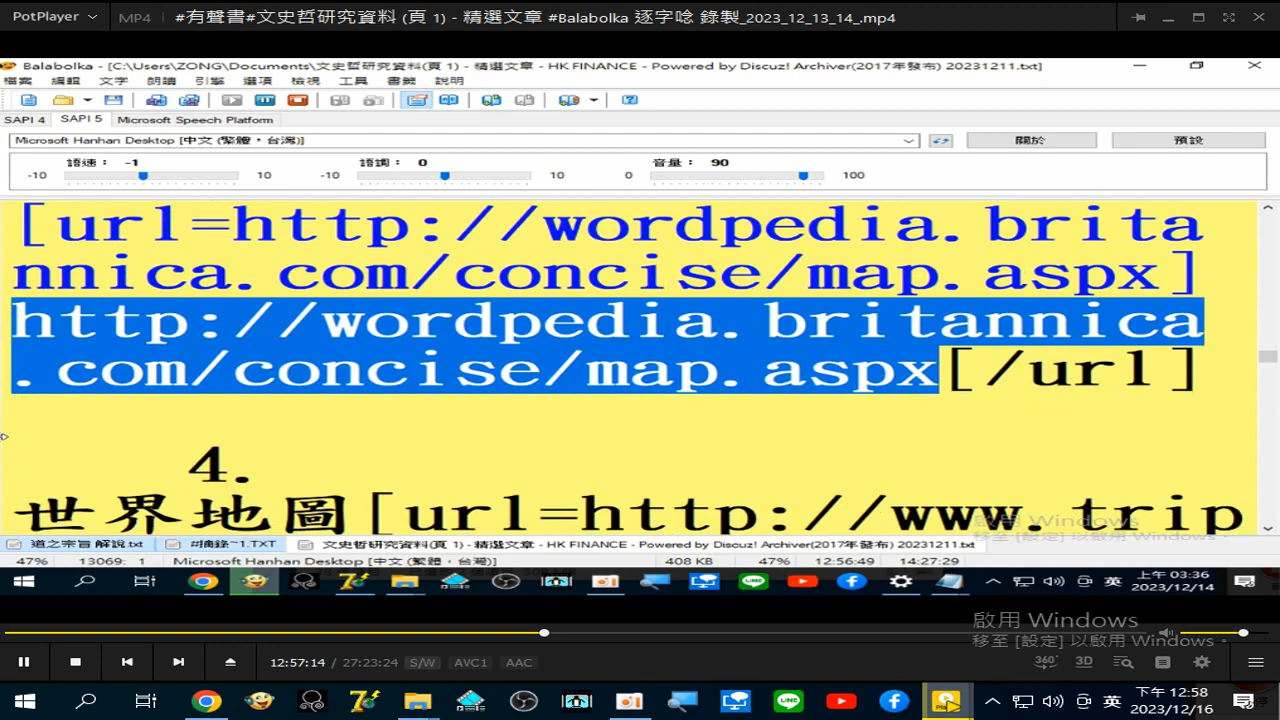 PotPlayer MP4 #有聲書#文史哲研究資料 (頁 1) - 精選文章 #Balabolka 逐字唸 錄製_2023_12_13_14_.mp4
Balabolka - [C:\Users\ZONG\Documents\文史哲研究資料(頁 1) - 精選文章 - HK FINANCE - Powered by Discuz! Archiver(2017年發布) 20231211.txt]
檔案 編輯 文字 朗讀 引擎 選項 檢視 工具 書籤 說明
SAPI 4 SAPI 5 Microsoft Speech Platform
Microsoft Hanhan Desktop [中文 (繁體，台灣)] 關於 預設
語速： -1 語調： 0 音量： 90
-10 10 -10 10 0 100
[url=http://wordpedia.brita
nnica.com/concise/map.aspx]
http://wordpedia.britannica
.com/concise/map.aspx[/url]
4.
世界地圖[url=http://www.trip
啟用 Windows
移至 [設定] 以啟用 Windows。
道之宗旨 解說.txt #摘錄~1.TXT 文史哲研究資料(頁 1) - 精選文章 - HK FINANCE - Powered by Discuz! Archiver(2017年發布) 20231211.txt
47% 13069: 1 Microsoft Hanhan Desktop [中文 (繁體，台灣)] 408 KB 47% 12:56:49 14:27:29
英 上午 03:36
2023/12/14
啟用 Windows
移至 [設定] 以啟用 Windows。
12:57:14 / 27:23:24 S/W AVC1 AAC 360° 3D
英 下午 12:58
2023/12/16